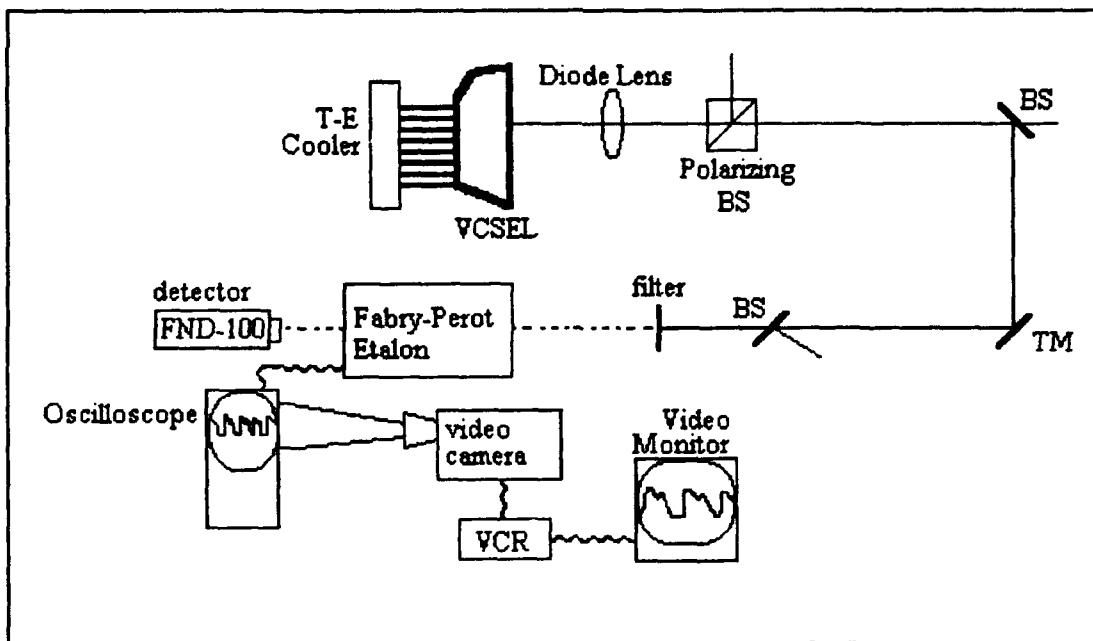 Diode Lens
BS
T-E
Cooler
Polarizing
BS
VCSEL
detector
FND-100
Fabry-Perot
Etalon
filter
BS
TM
Oscilloscope
video
camera
Video
Monitor
VCR